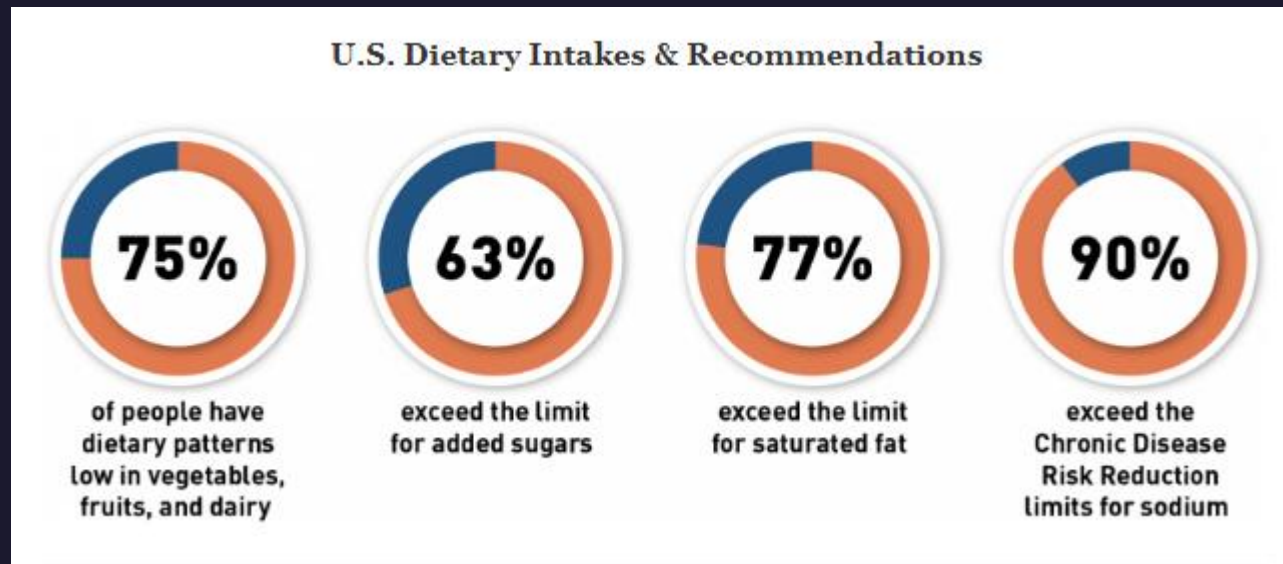 U.S. Dietary Intakes & Recommendations
75%
of people have
dietary patterns
low in vegetables,
fruits, and dairy
63%
exceed the limit
for added sugars
77%
exceed the limit
for saturated fat
90%
exceed the
Chronic Disease
Risk Reduction
limits for sodium